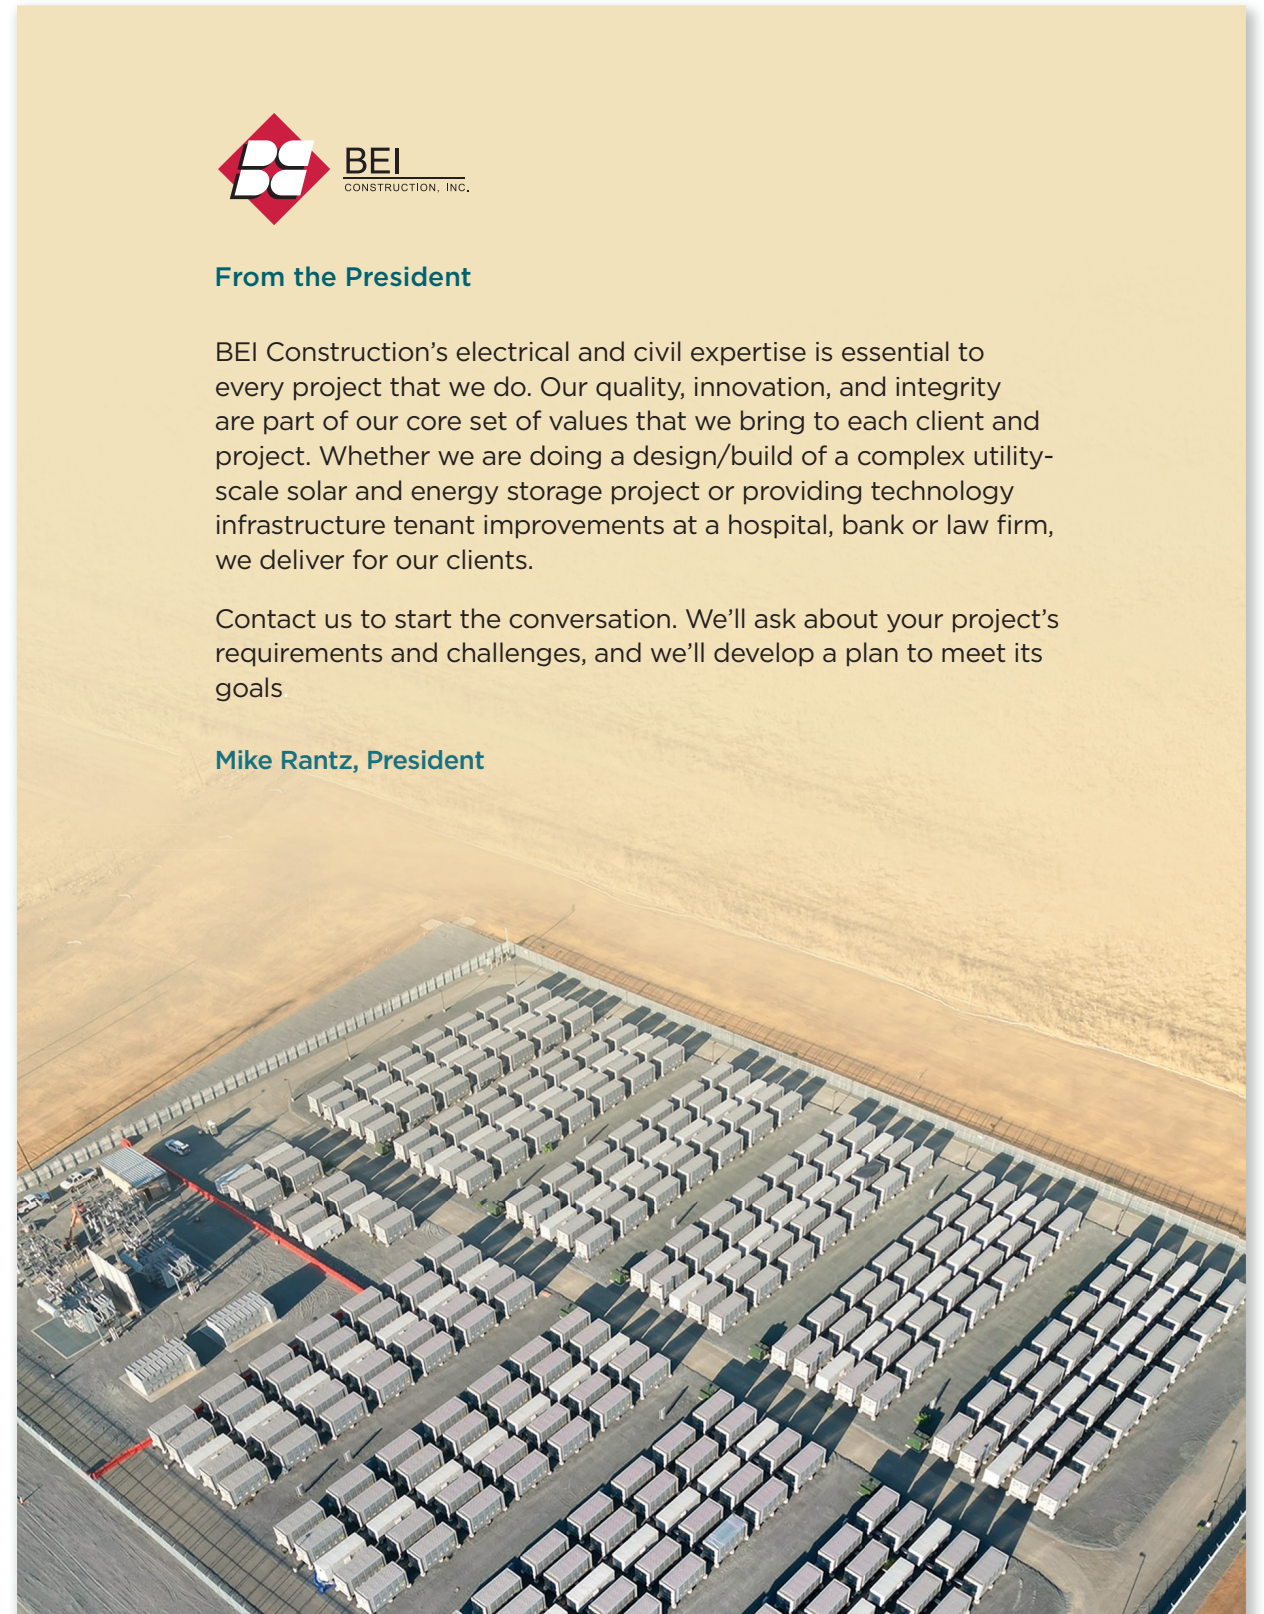 BEI
CONSTRUCTION, INC.
From the President
BEI Construction’s electrical and civil expertise is essential to
every project that we do. Our quality, innovation, and integrity
are part of our core set of values that we bring to each client and
project. Whether we are doing a design/build of a complex utility-
scale solar and energy storage project or providing technology
infrastructure tenant improvements at a hospital, bank or law firm,
we deliver for our clients.
Contact us to start the conversation. We’ll ask about your project’s
requirements and challenges, and we’ll develop a plan to meet its
goals.
Mike Rantz, President